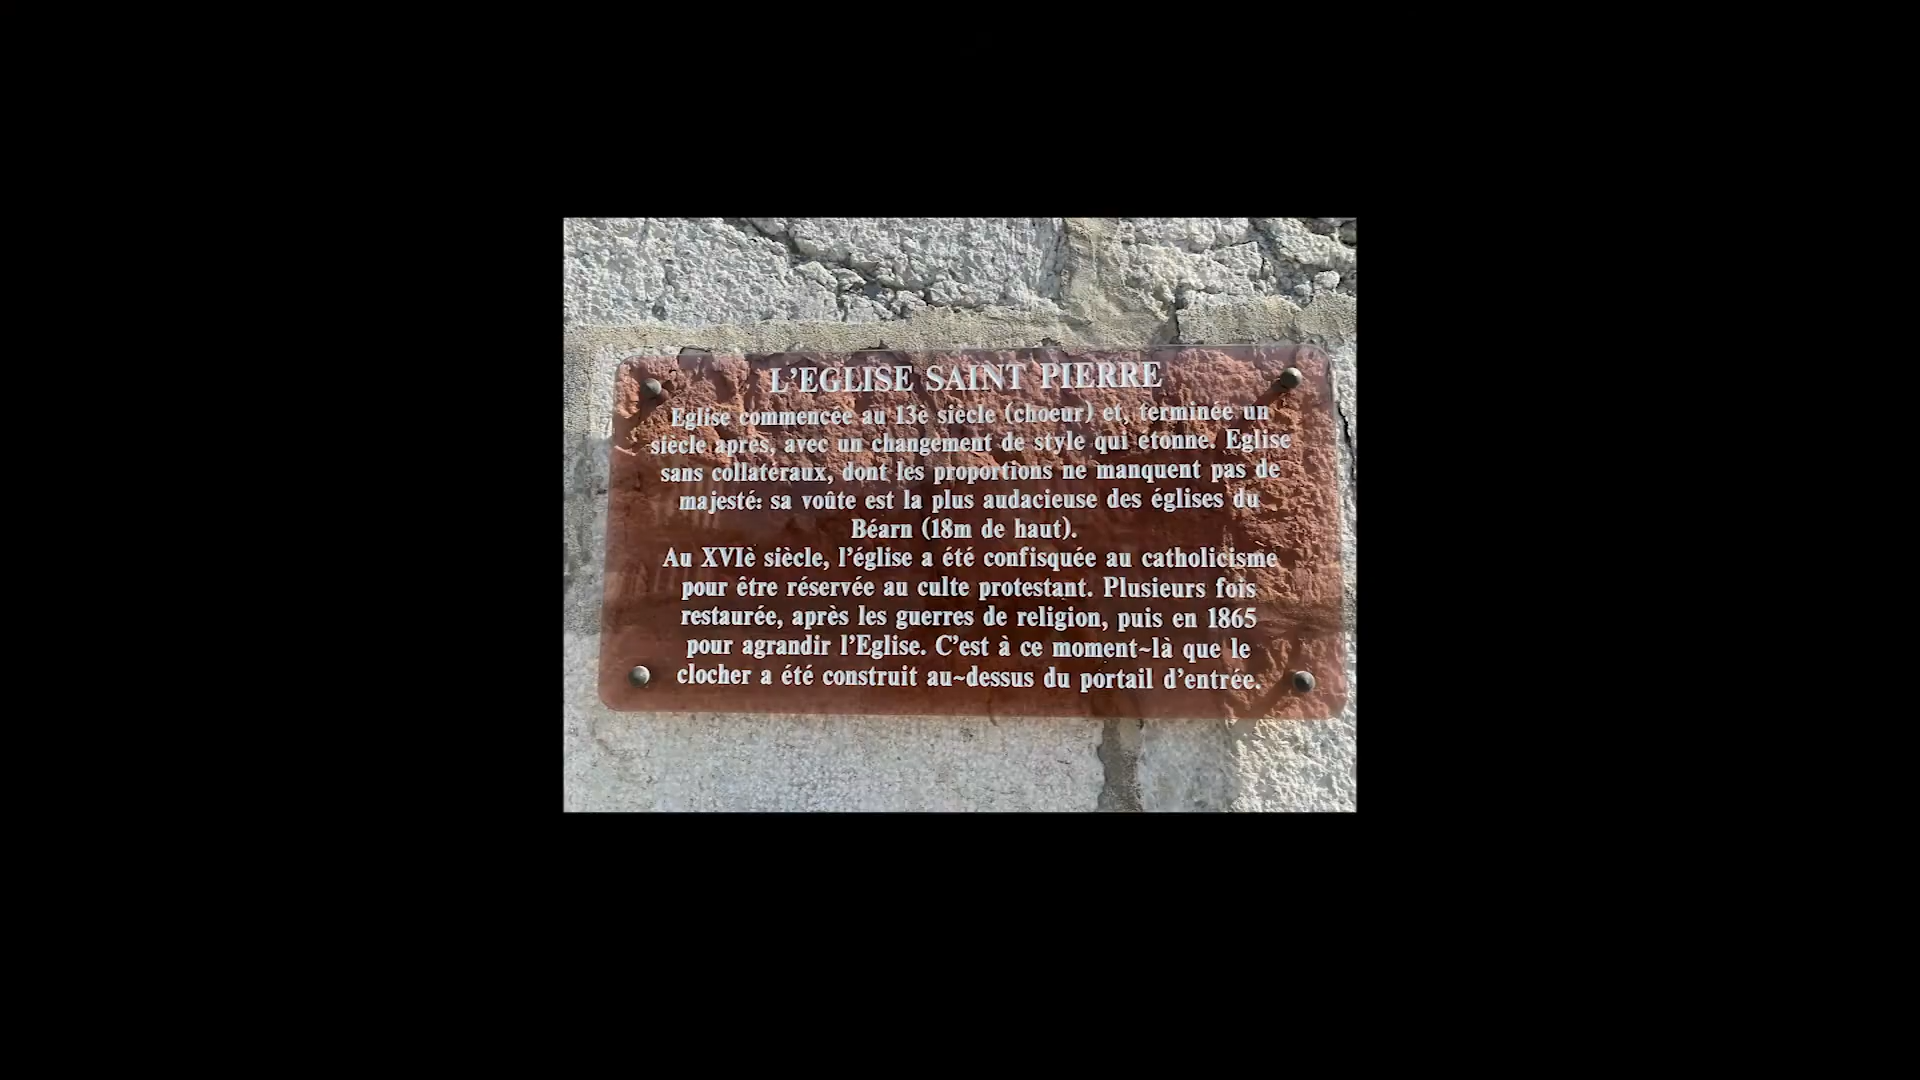 L'EGLISE SAINT PIERRE
Eglise commencée au 13è siècle (choeur) et, terminée un
siècle après, avec un changement de style qui étonne. Eglise
sans collatéraux, dont les proportions ne manquent pas de
majesté: sa voûte est la plus audacieuse des églises du
Béarn (18m de haut).
Au XVIè siècle, l'église a été confisquée au catholicisme
pour être réservée au culte protestant. Plusieurs fois
restaurée, après les guerres de religion, puis en 1865
pour agrandir l'Eglise. C'est à ce moment~là que le
clocher a été construit au~dessus du portail d'entrée.